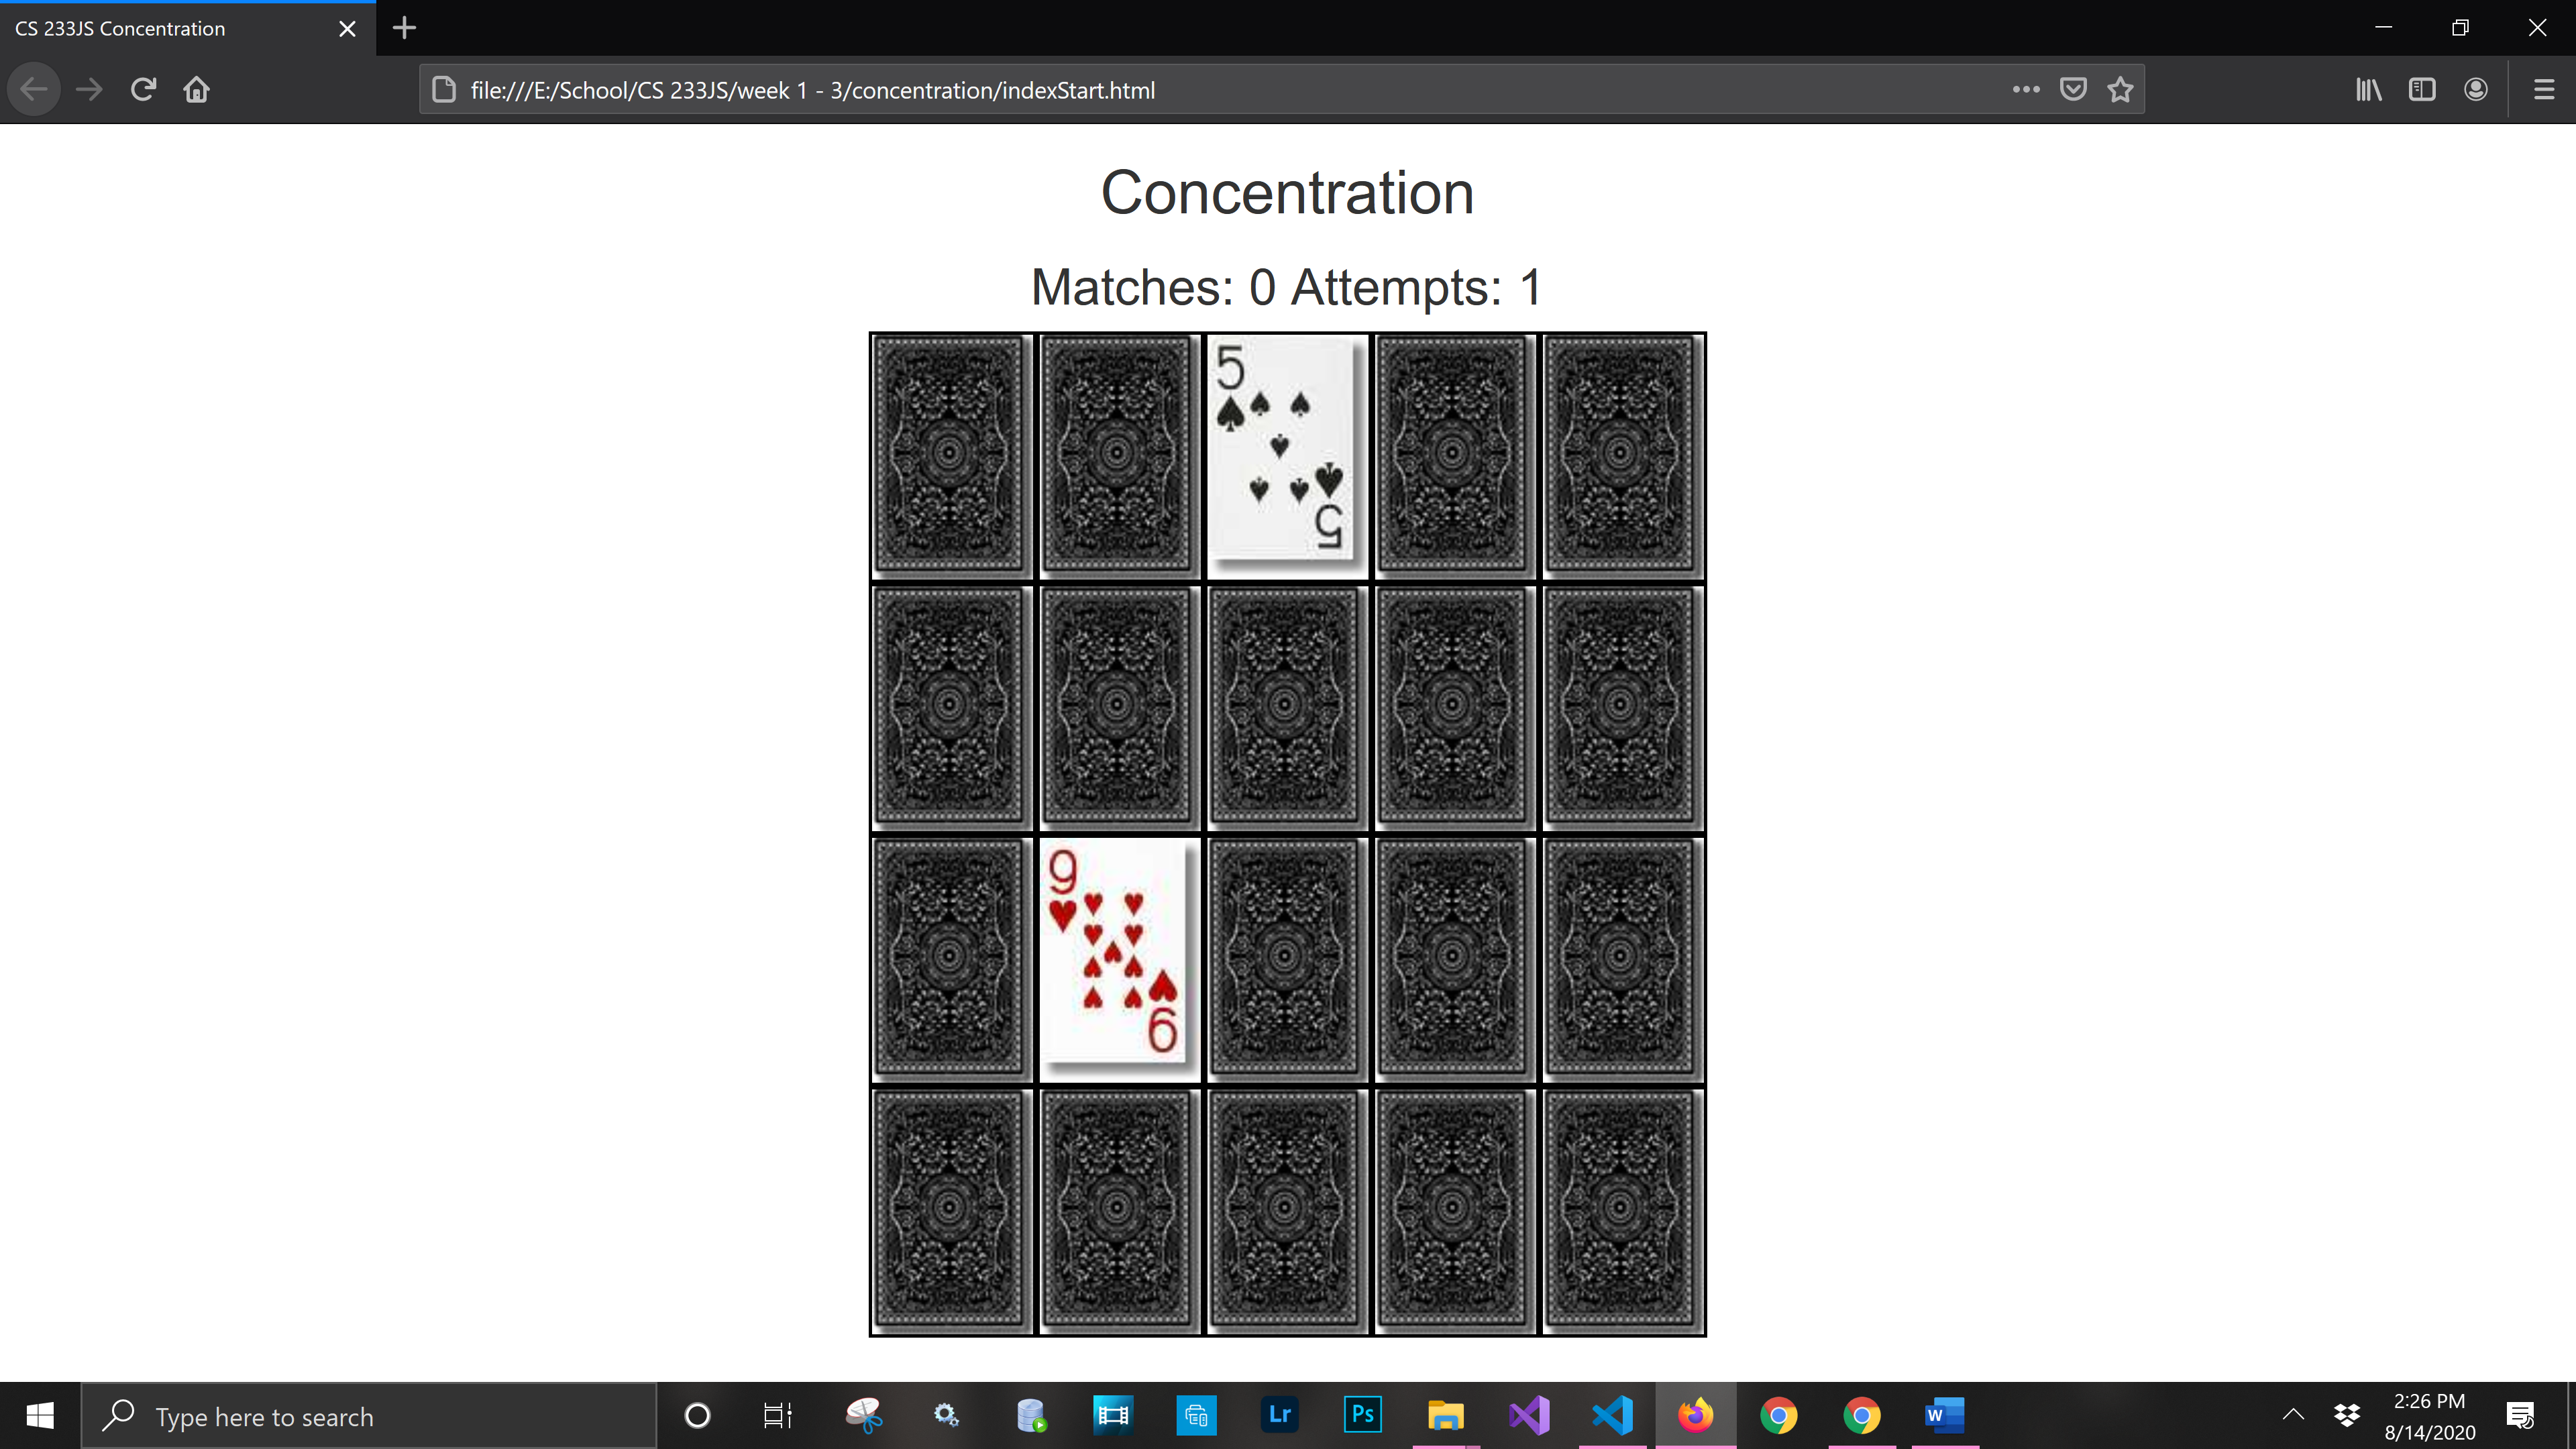 CS 233JS Concentration
file:///E:/School/CS 233JS/week 1 - 3/concentration/indexStart.html
Concentration
Matches: 0 Attempts: 1
5
5
9
9
Type here to search
Lr
Ps
W
2:26 PM
8/14/2020